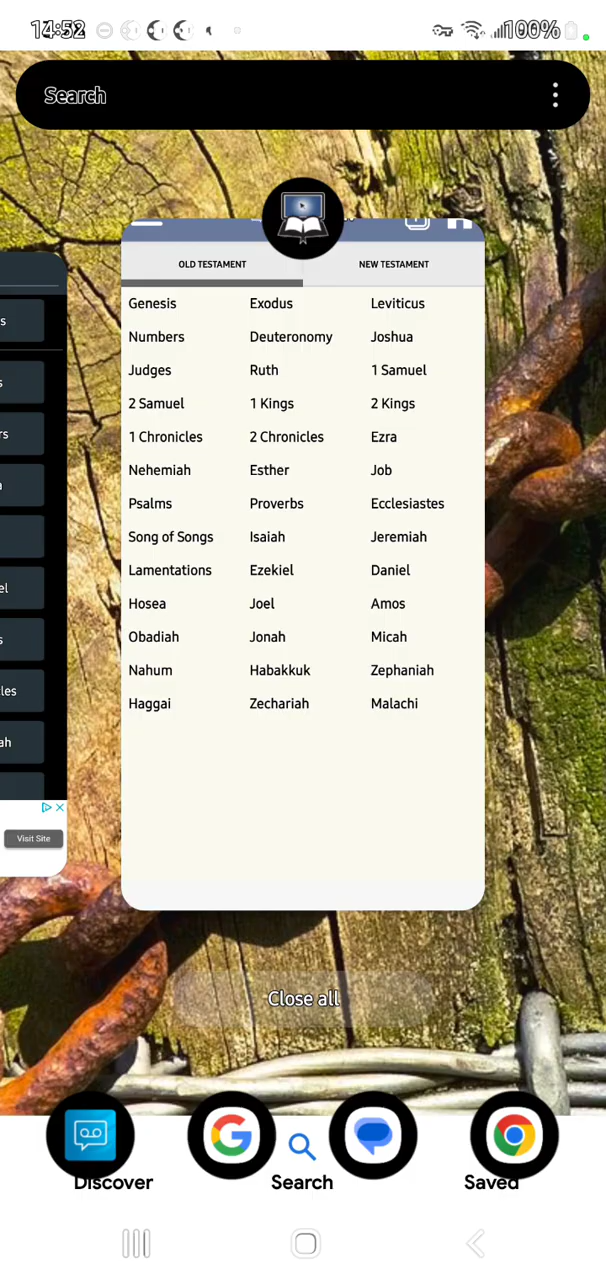 14:52 100%
Search
OLD TESTAMENT NEW TESTAMENT
Genesis Exodus Leviticus
Numbers Deuteronomy Joshua
Judges Ruth 1 Samuel
2 Samuel 1 Kings 2 Kings
1 Chronicles 2 Chronicles Ezra
Nehemiah Esther Job
Psalms Proverbs Ecclesiastes
Song of Songs Isaiah Jeremiah
Lamentations Ezekiel Daniel
Hosea Joel Amos
Obadiah Jonah Micah
Nahum Habakkuk Zephaniah
Haggai Zechariah Malachi
Visit Site
Close all
Discover Search Saved